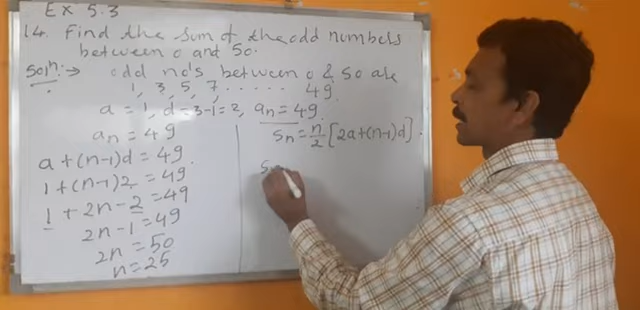 Ex 5.3
14. Find the sum of the odd numbers
between 0 and 50.
Solⁿ:→ odd no's between 0 & 50 are
1, 3, 5, 7 ...... 49
a = 1, d = 3-1 = 2, aₙ = 49.
aₙ = 49
a + (n-1)d = 49.
1 + (n-1)2 = 49
1 + 2n - 2 = 49
2n - 1 = 49
2n = 50
n = 25
Sₙ = n/2 [2a + (n-1)d].
S